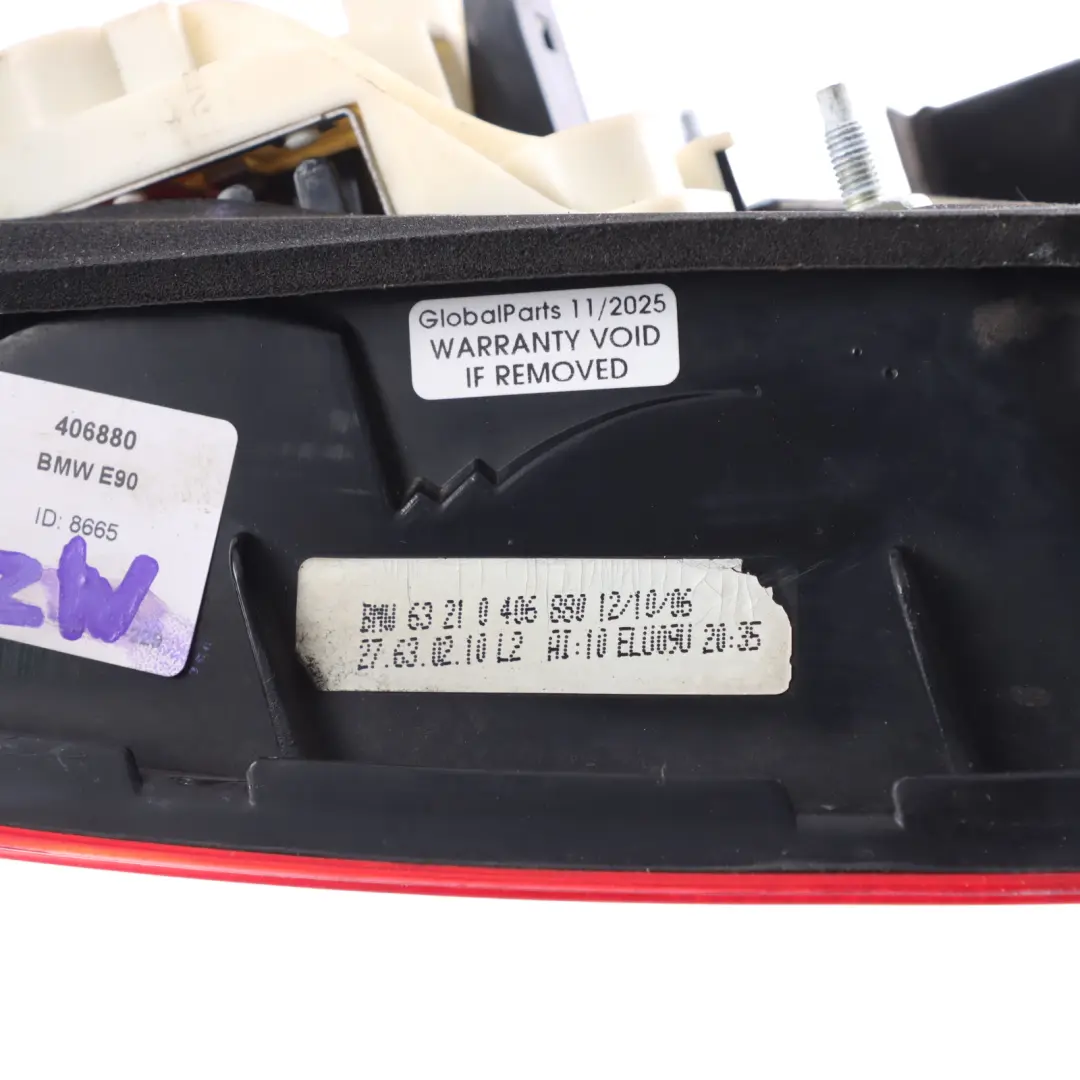 GlobalParts 11/2025
WARRANTY VOID
IF REMOVED
406880
BMW E90
ID: 8665
ZW
BMW 63 21 0 406 880 12/10/06
27.63.02.10 L2 AI:10 ELU09U 20:35